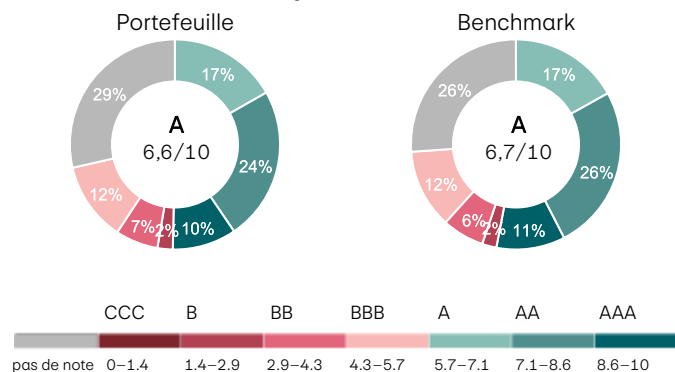 Portefeuille
Benchmark
17%
24%
10%
2%
7%
12%
29%
A
6,6/10
17%
26%
11%
2%
6%
12%
26%
A
6,7/10
CCC B BB BBB A AA AAA
pas de note 0–1.4 1.4–2.9 2.9–4.3 4.3–5.7 5.7–7.1 7.1–8.6 8.6–10